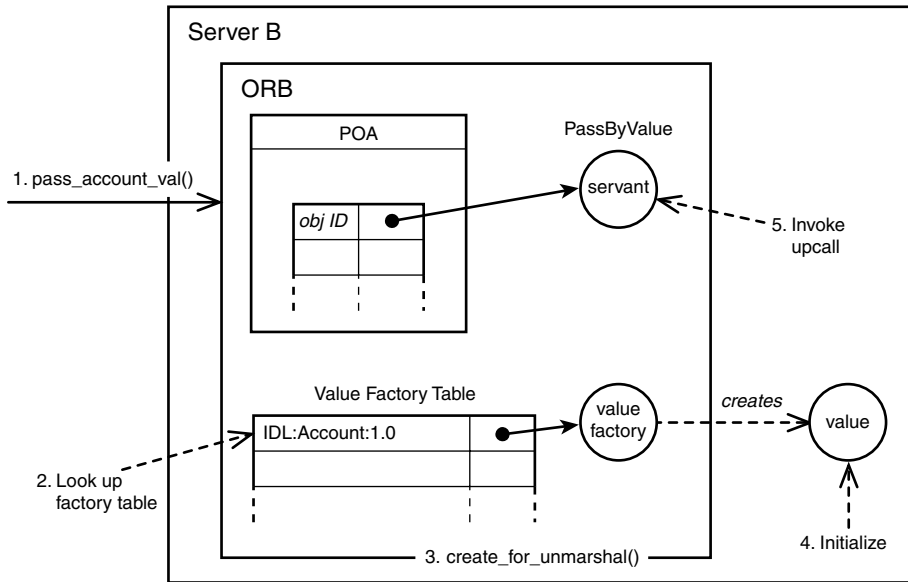 Server B
ORB
POA
PassByValue
1. pass_account_val()
servant
obj ID
5. Invoke
upcall
Value Factory Table
IDL:Account:1.0
value
factory
creates
value
2. Look up
factory table
3. create_for_unmarshal()
4. Initialize